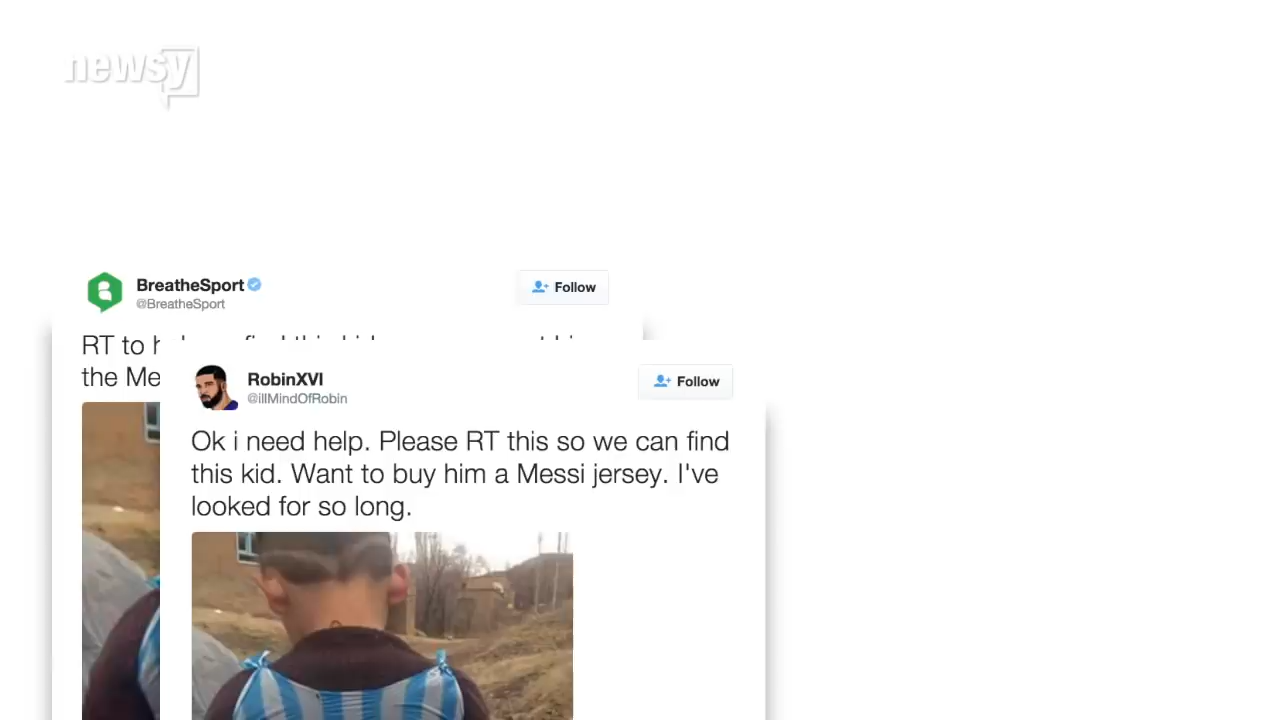 newsy
BreatheSport
@BreatheSport
Follow
RT to
the
RobinXVI
@illMindOfRobin
Follow
Ok i need help. Please RT this so we can find
this kid. Want to buy him a Messi jersey. I've
looked for so long.